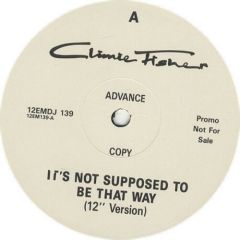 A
Climie Fisher
12EMDJ 139
12EM139-A
ADVANCE
Promo
Not For
Sale
COPY
IT'S NOT SUPPOSED TO
BE THAT WAY
(12" Version)